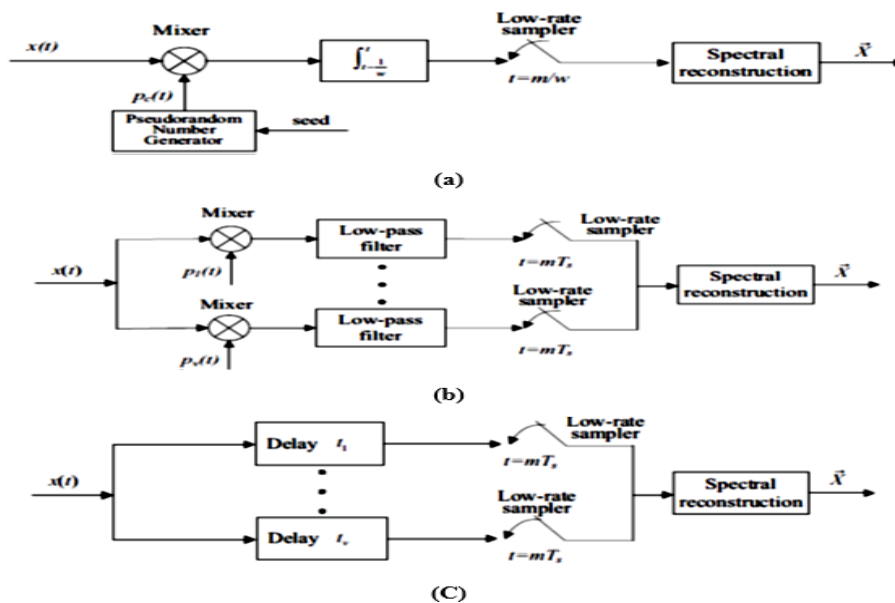 x(t)
Mixer
p_c(t)
Pseudorandom
Number
Generator
seed
∫_{t-1/w}^{t}
Low-rate
sampler
t=m/w
Spectral
reconstruction
X⃗
(a)
x(t)
Mixer
p_1(t)
Low-pass
filter
Low-rate
sampler
t=mT_s
Mixer
p_v(t)
Low-pass
filter
Low-rate
sampler
t=mT_s
Spectral
reconstruction
X⃗
(b)
x(t)
Delay t_1
Low-rate
sampler
t=mT_s
Delay t_v
Low-rate
sampler
t=mT_s
Spectral
reconstruction
X⃗
(C)